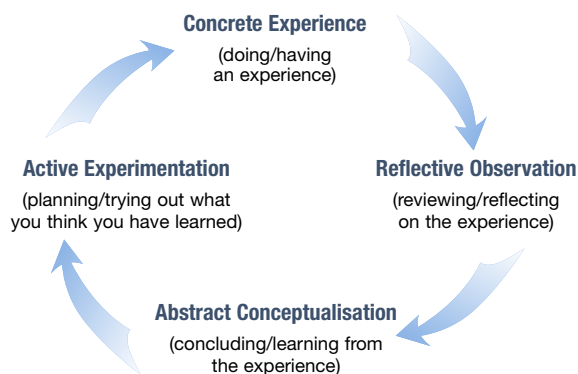 Concrete Experience
(doing/having
an experience)
Reflective Observation
(reviewing/reflecting
on the experience)
Abstract Conceptualisation
(concluding/learning from
the experience)
Active Experimentation
(planning/trying out what
you think you have learned)